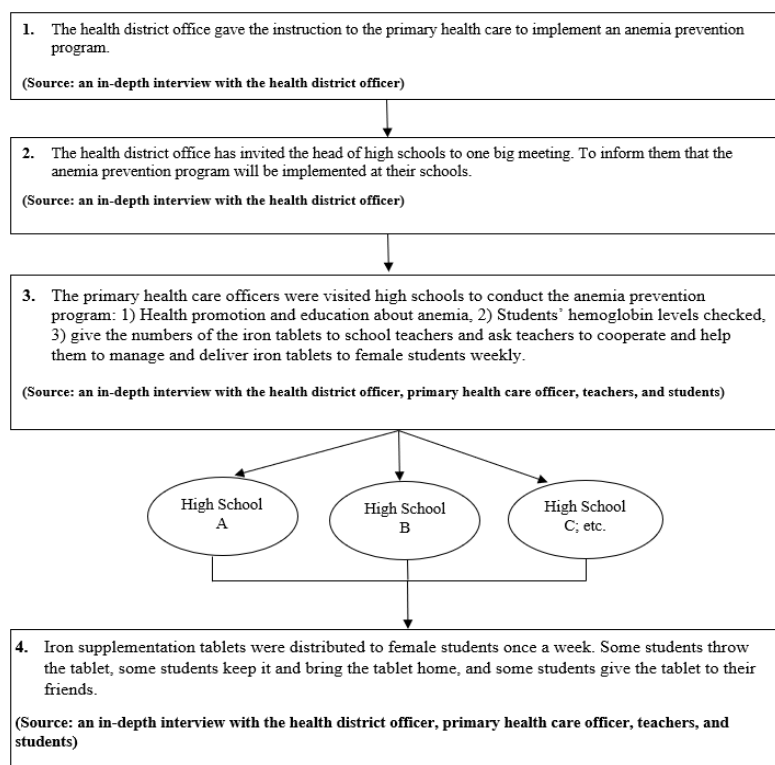 1. The health district office gave the instruction to the primary health care to implement an anemia prevention
program.
(Source: an in-depth interview with the health district officer)
2. The health district office has invited the head of high schools to one big meeting. To inform them that the
anemia prevention program will be implemented at their schools.
(Source: an in-depth interview with the health district officer)
3. The primary health care officers were visited high schools to conduct the anemia prevention
program: 1) Health promotion and education about anemia, 2) Students’ hemoglobin levels checked,
3) give the numbers of the iron tablets to school teachers and ask teachers to cooperate and help
them to manage and deliver iron tablets to female students weekly.
(Source: an in-depth interview with the health district officer, primary health care officer, teachers, and students)
High School
A
High School
B
High School
C; etc.
4. Iron supplementation tablets were distributed to female students once a week. Some students throw
the tablet, some students keep it and bring the tablet home, and some students give the tablet to their
friends.
(Source: an in-depth interview with the health district officer, primary health care officer, teachers, and
students)